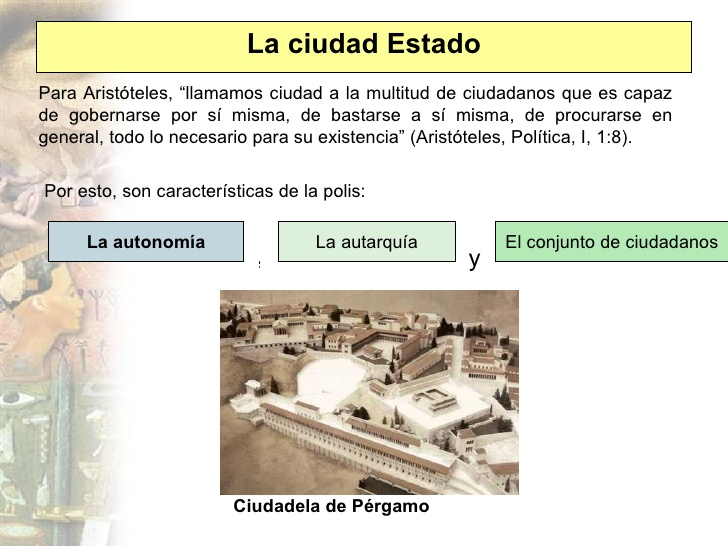 La ciudad Estado
Para Aristóteles, “llamamos ciudad a la multitud de ciudadanos que es capaz
de gobernarse por sí misma, de bastarse a sí misma, de procurarse en
general, todo lo necesario para su existencia” (Aristóteles, Política, I, 1:8).
Por esto, son características de la polis:
La autonomía
La autarquía
y
El conjunto de ciudadanos
Ciudadela de Pérgamo